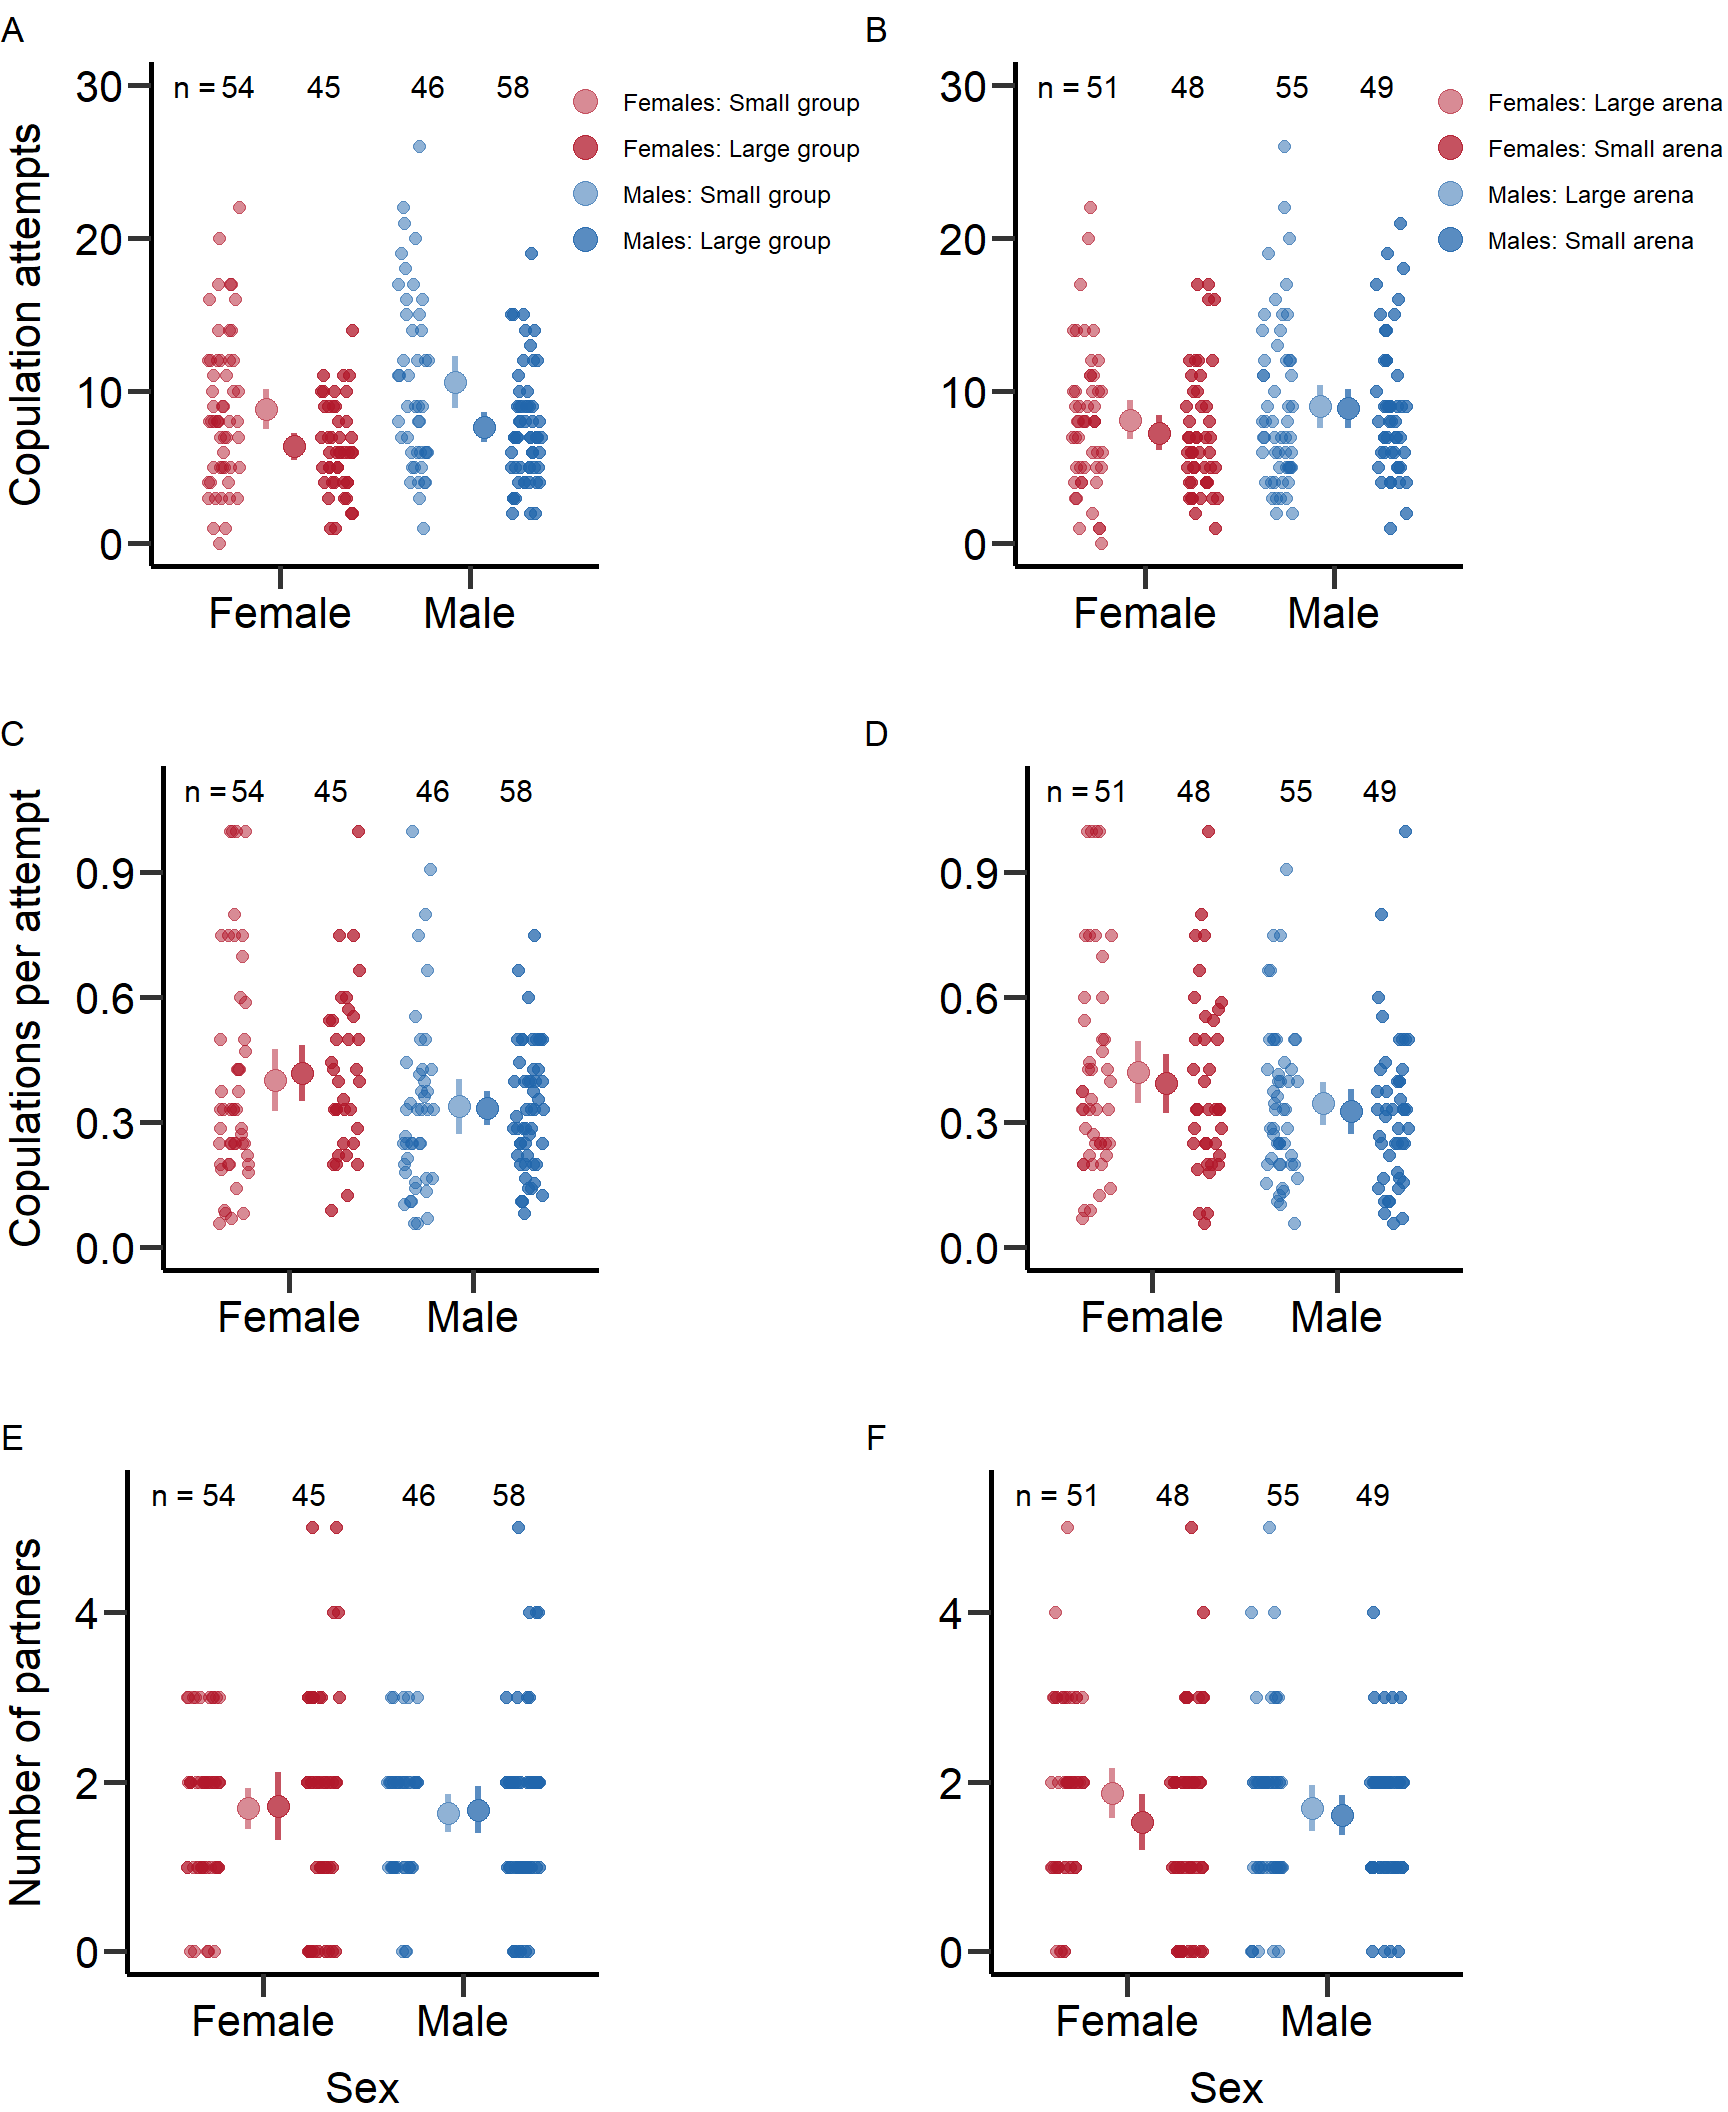 A
Copulation attempts
30
20
10
0
n = 54 45 46 58
Females: Small group
Females: Large group
Males: Small group
Males: Large group
Female Male
B
30
20
10
0
n = 51 48 55 49
Females: Large arena
Females: Small arena
Males: Large arena
Males: Small arena
Female Male
C
Copulations per attempt
0.9
0.6
0.3
0.0
n = 54 45 46 58
Female Male
D
0.9
0.6
0.3
0.0
n = 51 48 55 49
Female Male
E
Number of partners
4
2
0
n = 54 45 46 58
Female Male
Sex
F
4
2
0
n = 51 48 55 49
Female Male
Sex